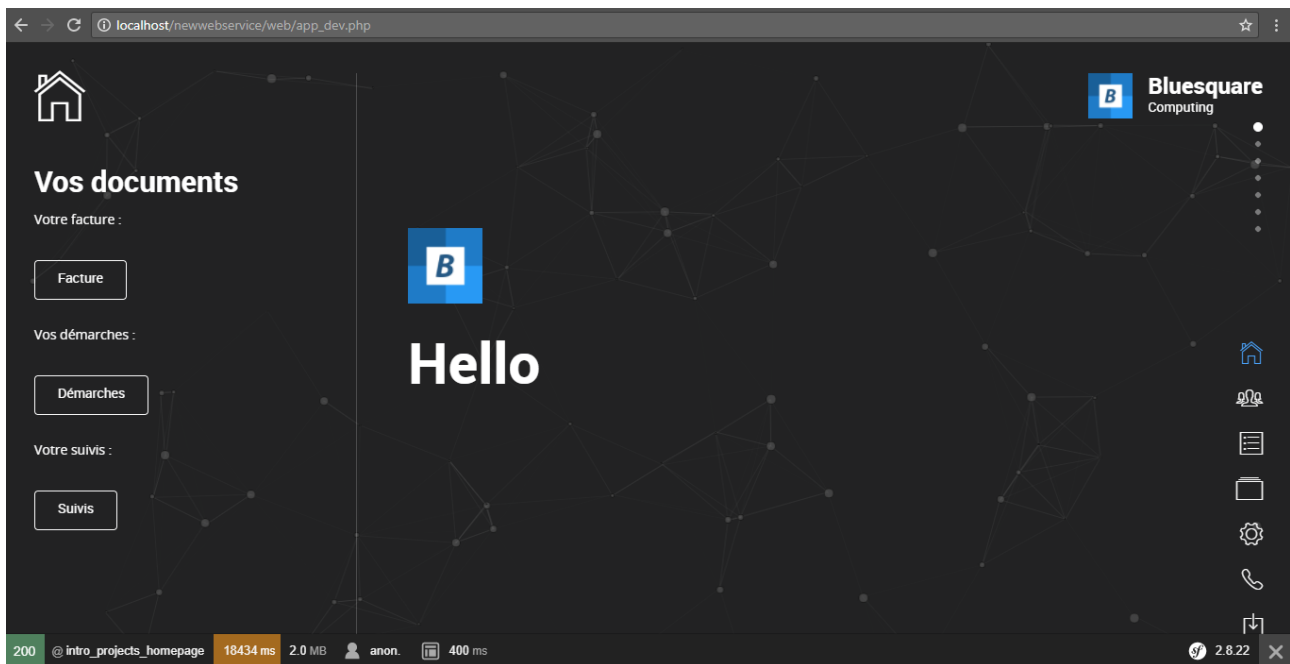 localhost/newwebservice/web/app_dev.php
B Bluesquare
Computing
Vos documents
Votre facture :
Facture
Vos démarches :
Démarches
Votre suivis :
Suivis
B
Hello
200 @ intro_projects_homepage 18434 ms 2.0 MB anon. 400 ms sf 2.8.22